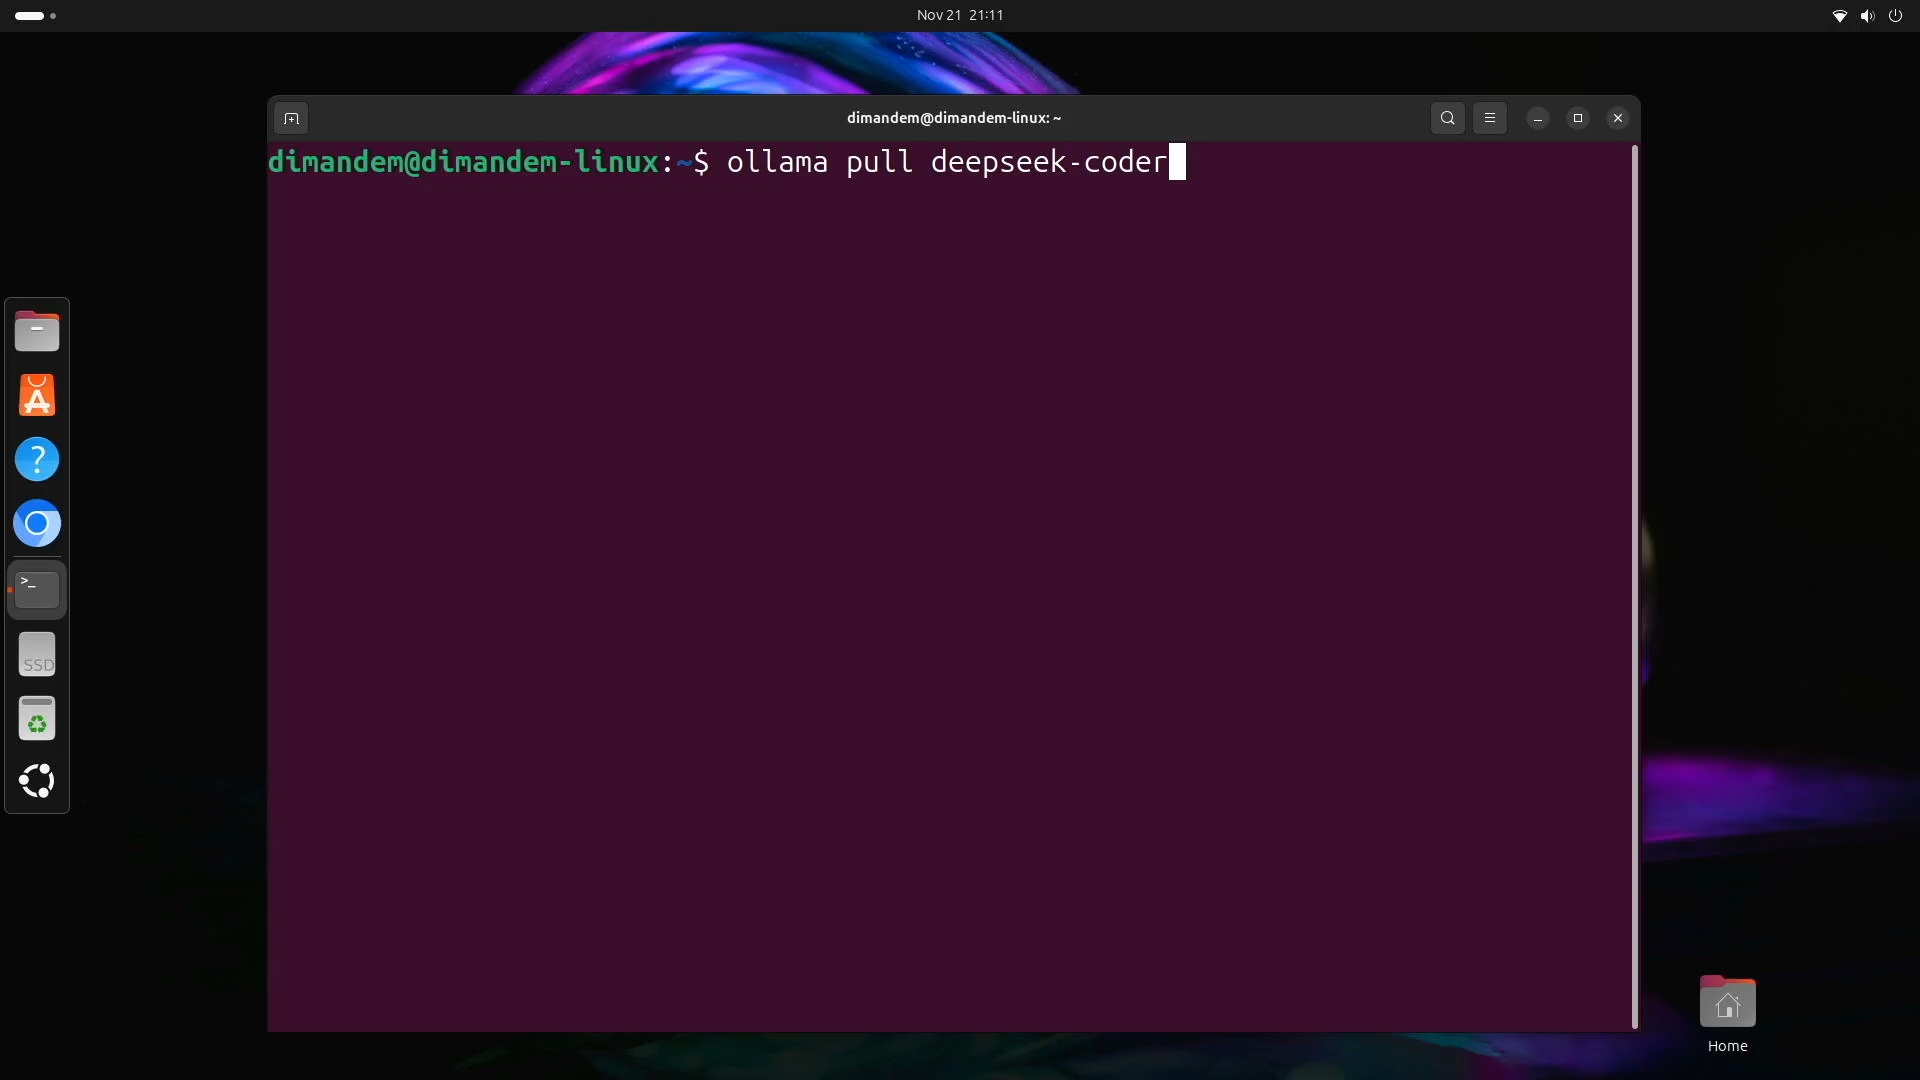 Nov 21 21:11
dimandem@dimandem-linux: ~
dimandem@dimandem-linux:~$ ollama pull deepseek-coder
?
>_
SSD
Home